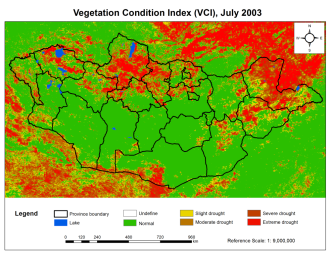 Vegetation Condition Index (VCI), July 2003
N
W E
S
Legend
Province boundary
Undefine
Slight drought
Severe drought
Lake
Normal
Moderate drought
Extreme drought
0 120 240 480 720 960
km
Reference Scale: 1: 9,000,000